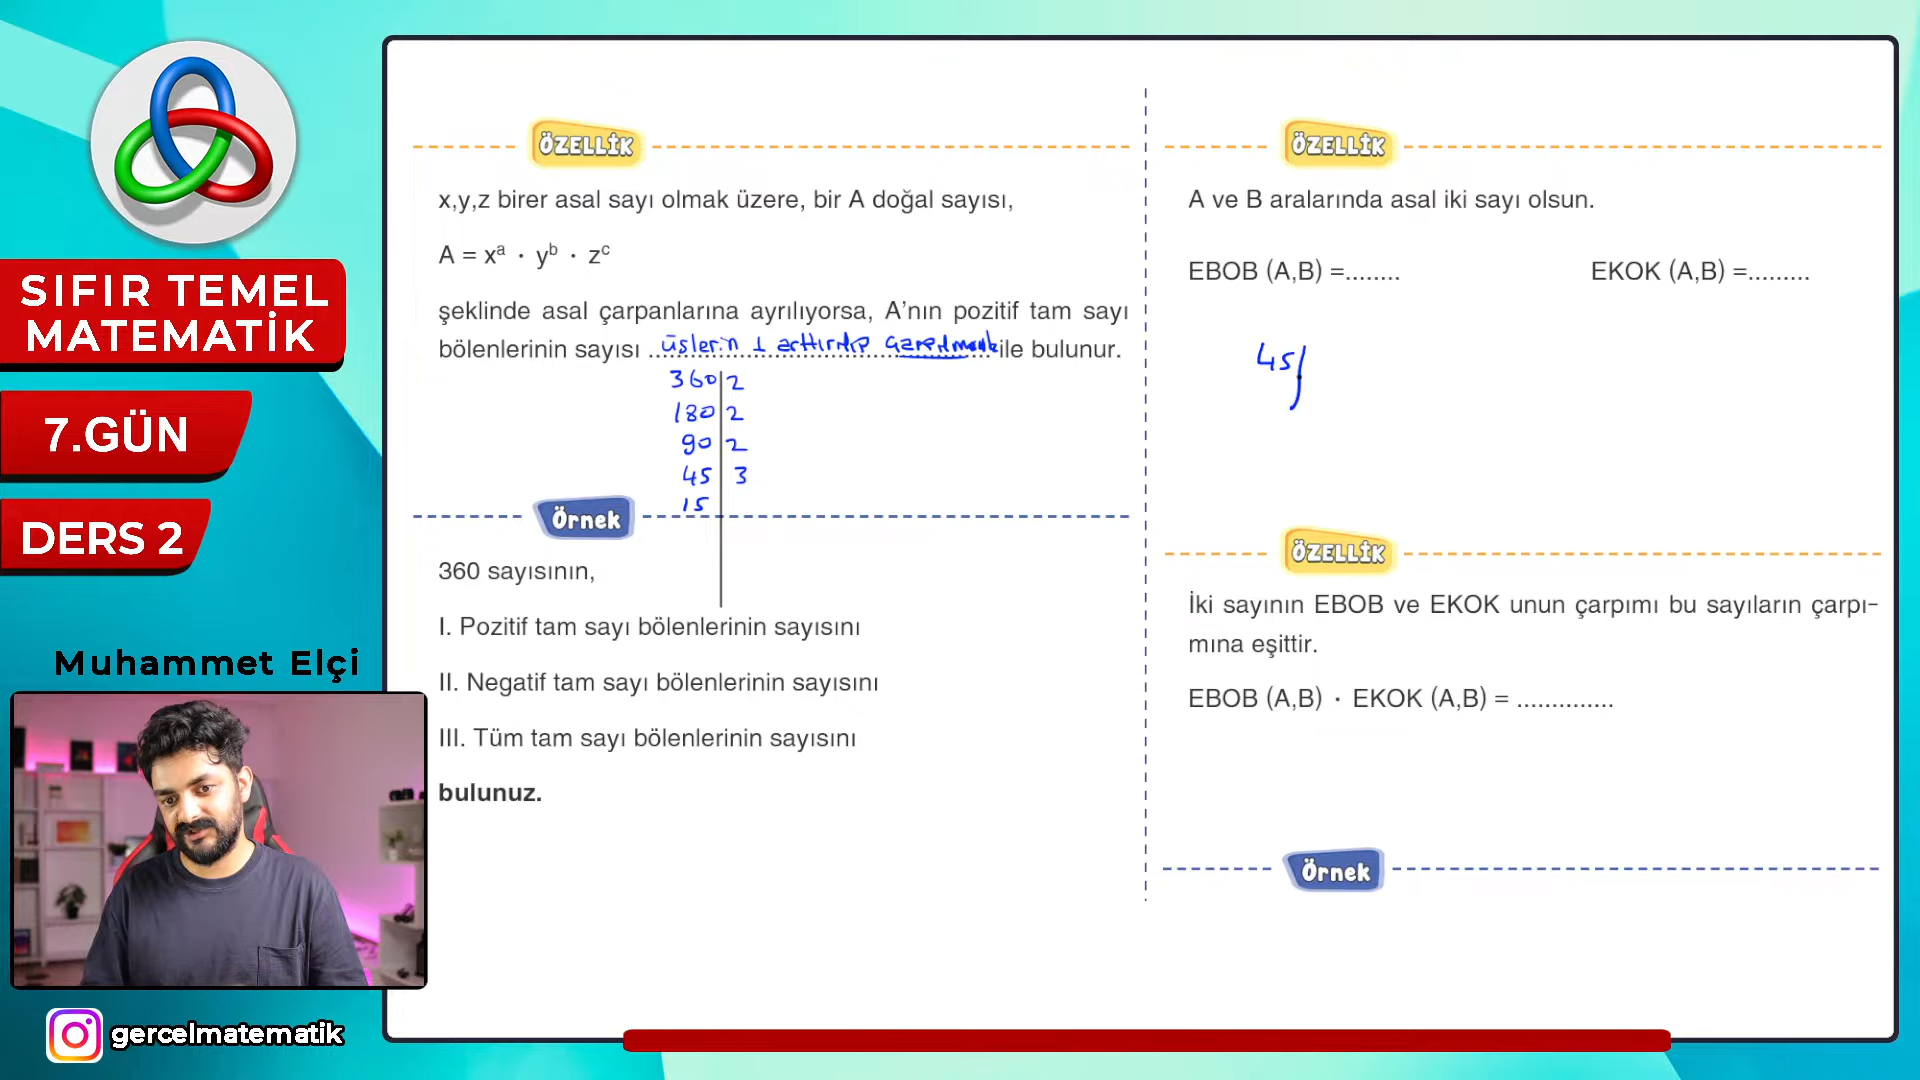 SIFIR TEMEL
MATEMATİK
7.GÜN
DERS 2
Muhammet Elçi
gercelmatematik
ÖZELLİK
x,y,z birer asal sayı olmak üzere, bir A doğal sayısı,
A = xᵃ · yᵇ · zᶜ
şeklinde asal çarpanlarına ayrılıyorsa, A’nın pozitif tam sayı
bölenlerinin sayısı üslerin 1 arttırılıp çarpılmak ile bulunur.
360 2
180 2
90 2
45 3
15
Örnek
360 sayısının,
I. Pozitif tam sayı bölenlerinin sayısını
II. Negatif tam sayı bölenlerinin sayısını
III. Tüm tam sayı bölenlerinin sayısını
bulunuz.
ÖZELLİK
A ve B aralarında asal iki sayı olsun.
EBOB (A,B) =........ EKOK (A,B) =.........
45
ÖZELLİK
İki sayının EBOB ve EKOK unun çarpımı bu sayıların çarpı-
mına eşittir.
EBOB (A,B) · EKOK (A,B) = ..............
Örnek